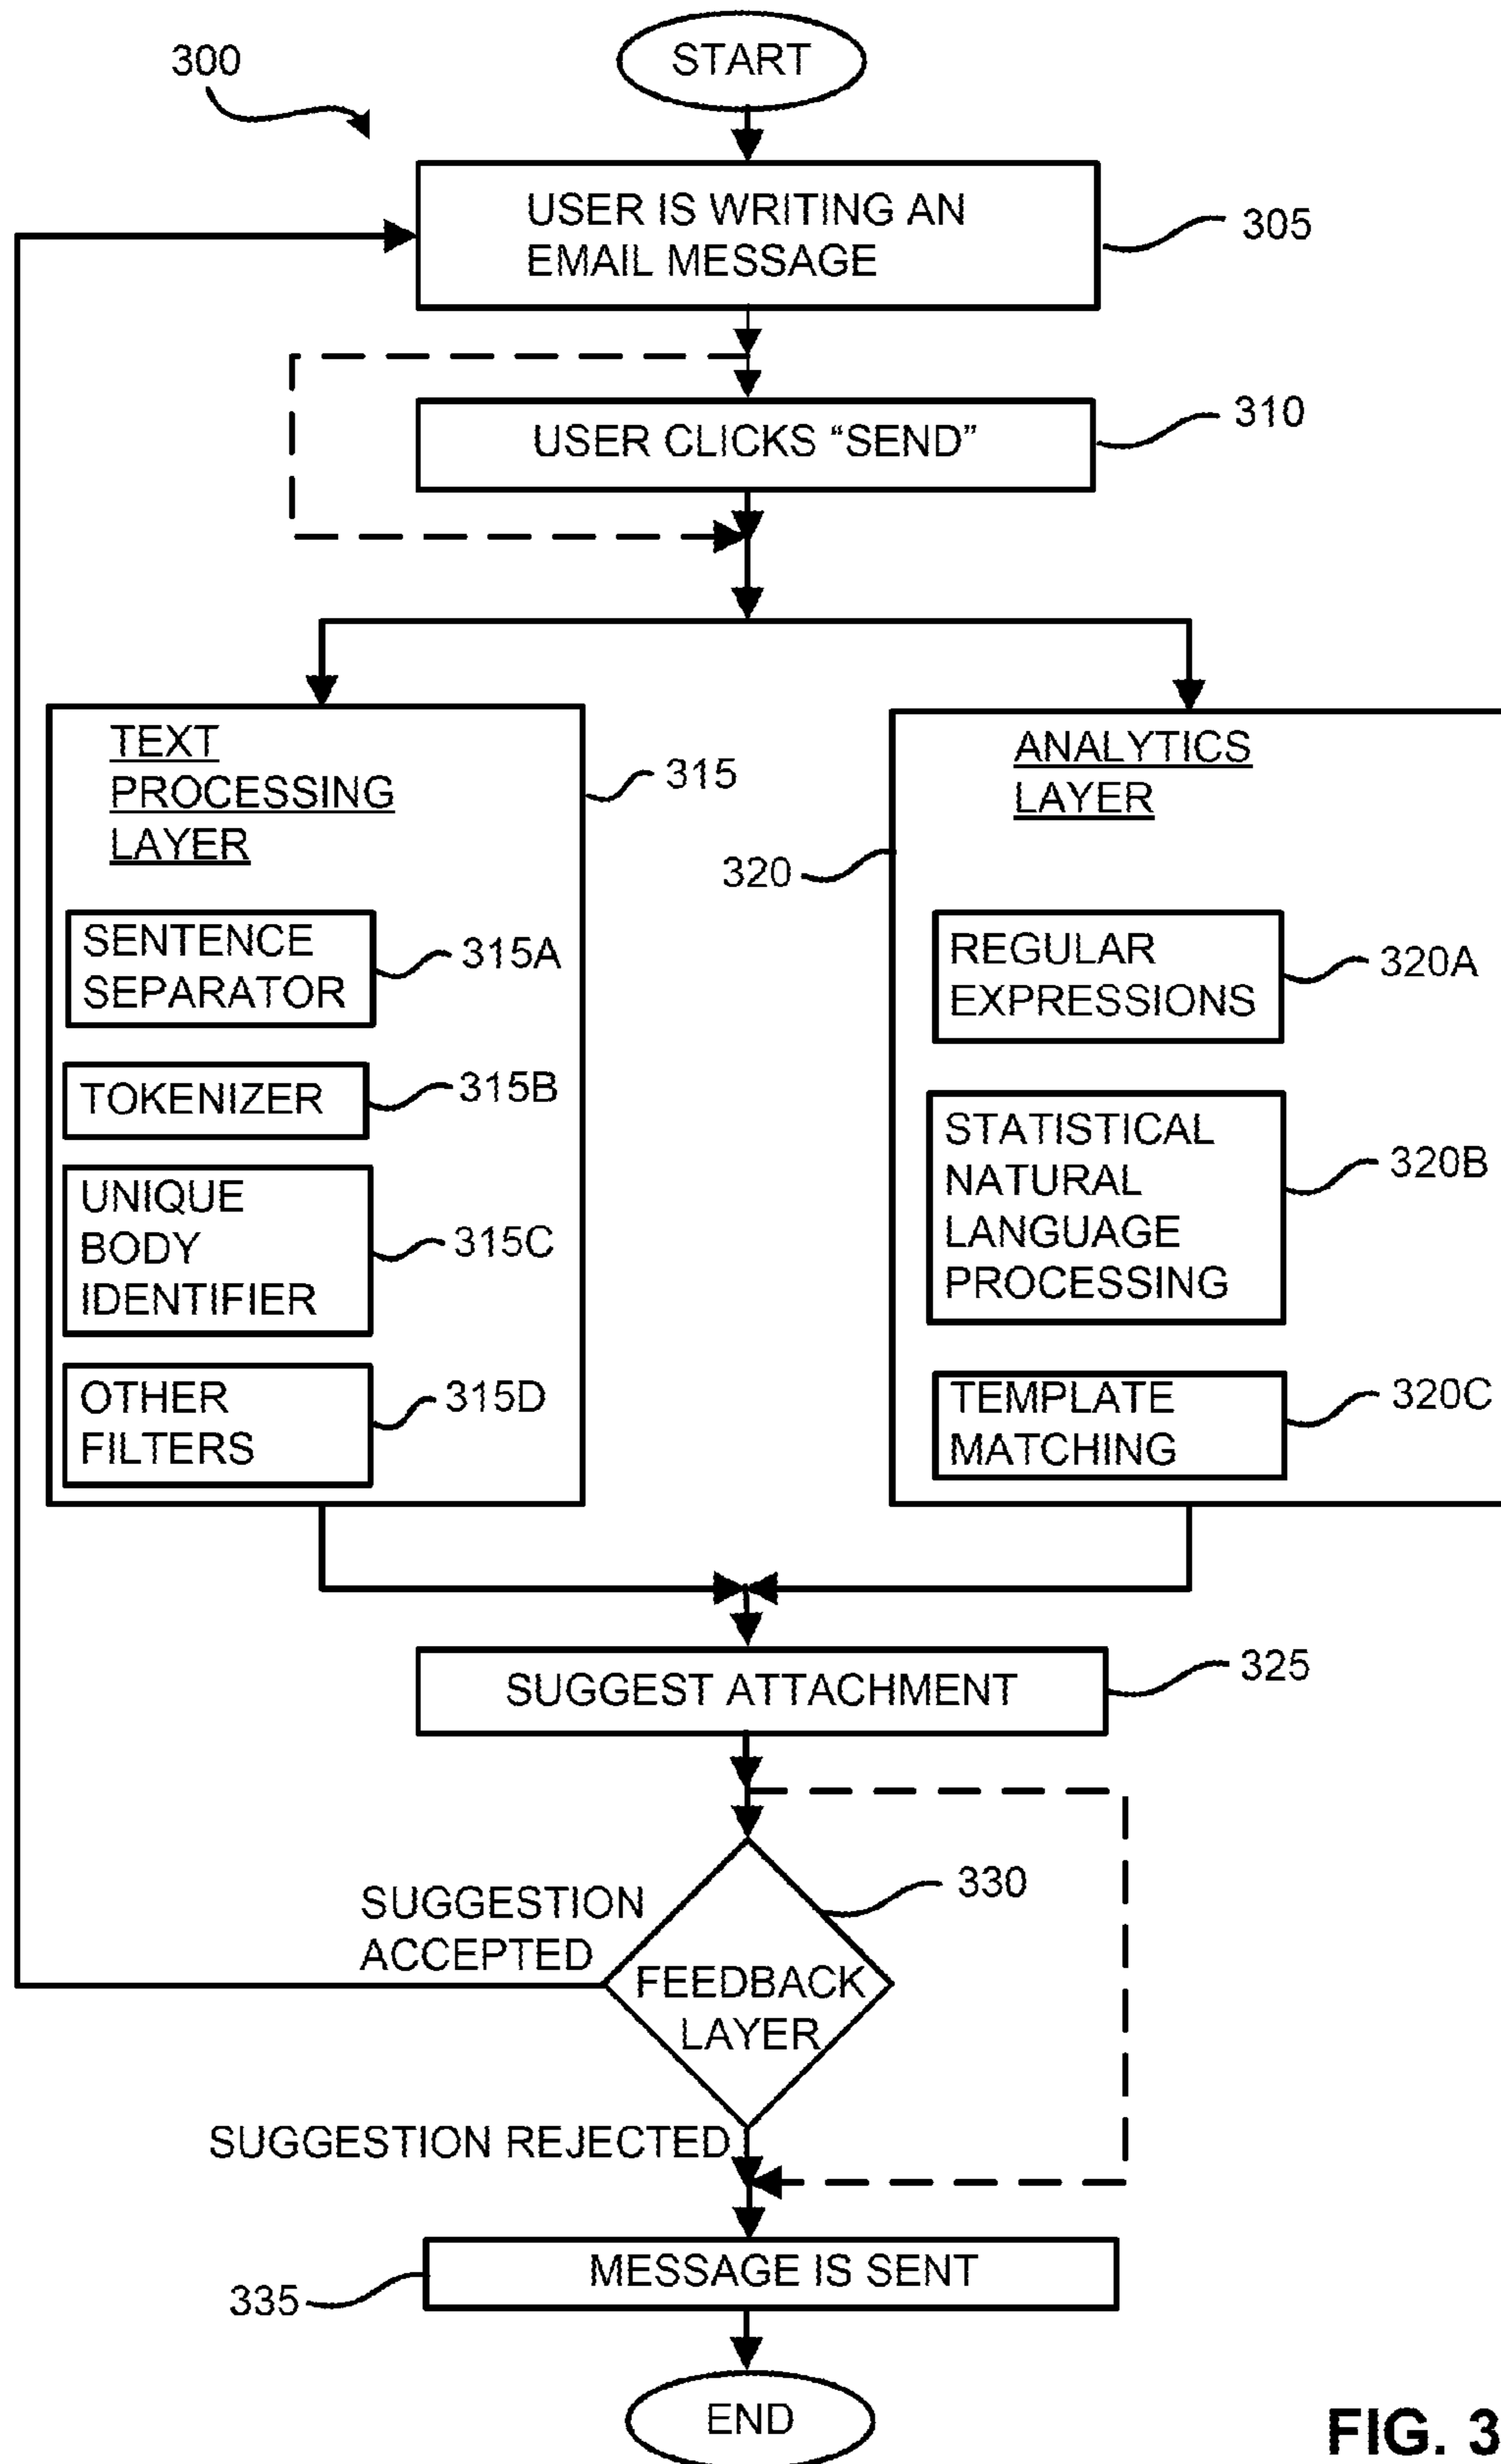 START
300
USER IS WRITING AN
EMAIL MESSAGE
305
USER CLICKS “SEND”
310
TEXT
PROCESSING
LAYER
315
ANALYTICS
LAYER
320
SENTENCE
SEPARATOR
315A
TOKENIZER
315B
UNIQUE
BODY
IDENTIFIER
315C
OTHER
FILTERS
315D
REGULAR
EXPRESSIONS
320A
STATISTICAL
NATURAL
LANGUAGE
PROCESSING
320B
TEMPLATE
MATCHING
320C
SUGGEST ATTACHMENT
325
SUGGESTION
ACCEPTED
330
FEEDBACK
LAYER
SUGGESTION REJECTED
MESSAGE IS SENT
335
END
FIG. 3